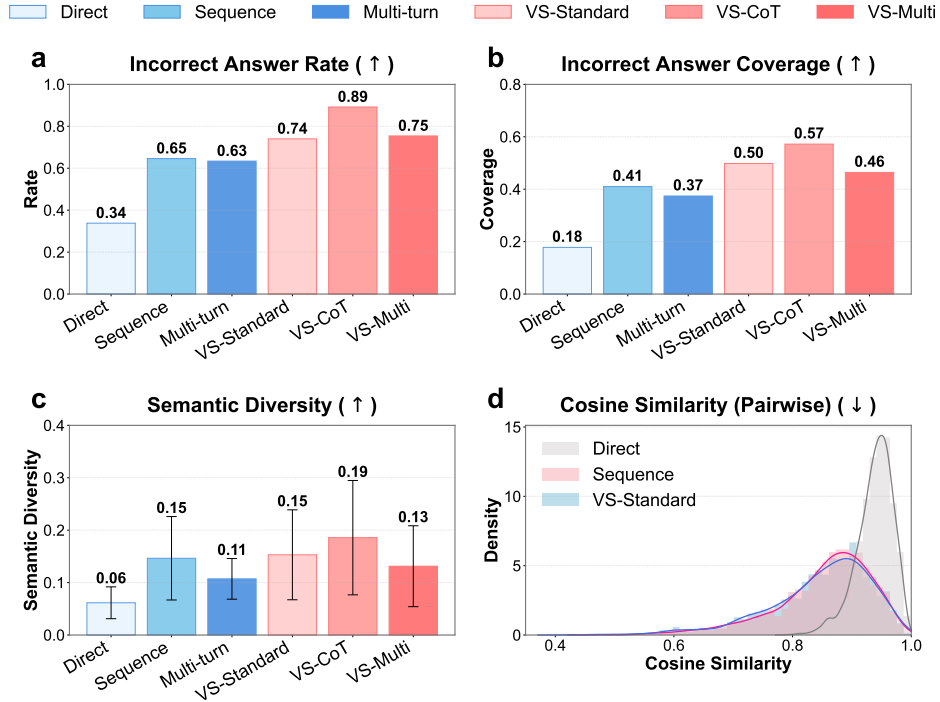 Direct Sequence Multi-turn VS-Standard VS-CoT VS-Multi
a Incorrect Answer Rate ( ↑ )
Rate
1.0
0.8
0.6
0.4
0.2
0.0
0.34
0.65
0.63
0.74
0.89
0.75
Direct
Sequence
Multi-turn
VS-Standard
VS-CoT
VS-Multi
b Incorrect Answer Coverage ( ↑ )
Coverage
0.8
0.6
0.4
0.2
0.0
0.18
0.41
0.37
0.50
0.57
0.46
Direct
Sequence
Multi-turn
VS-Standard
VS-CoT
VS-Multi
c Semantic Diversity ( ↑ )
Semantic Diversity
0.4
0.3
0.2
0.1
0.0
0.06
0.15
0.11
0.15
0.19
0.13
Direct
Sequence
Multi-turn
VS-Standard
VS-CoT
VS-Multi
d Cosine Similarity (Pairwise) ( ↓ )
Density
15
10
5
0
Direct
Sequence
VS-Standard
0.4 0.6 0.8 1.0
Cosine Similarity